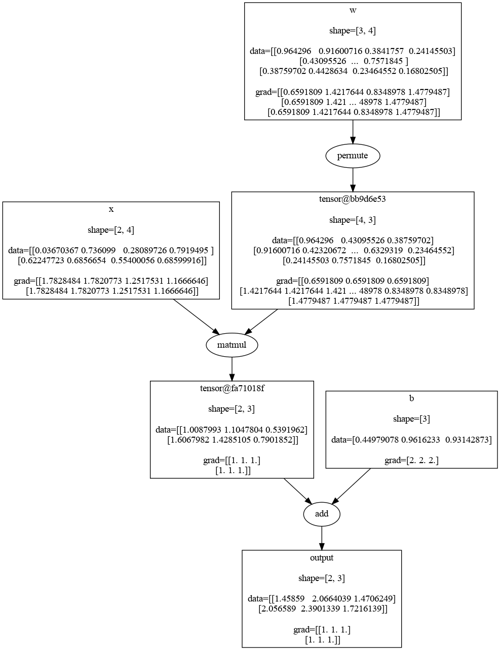 w
shape=[3, 4]
data=[[0.964296 0.91600716 0.3841757 0.24145503]
[0.43095526 ... 0.7571845 ]
[0.38759702 0.4428634 0.23464552 0.16802505]]
grad=[[0.6591809 1.4217644 0.8348978 1.4779487]
[0.6591809 1.421 ... 48978 1.4779487]
[0.6591809 1.4217644 0.8348978 1.4779487]]
permute
x
shape=[2, 4]
data=[[0.03670367 0.736099 0.28089726 0.7919495 ]
[0.62247723 0.6856654 0.55400056 0.68599916]]
grad=[[1.7828484 1.7820773 1.2517531 1.1666646]
[1.7828484 1.7820773 1.2517531 1.1666646]]
tensor@bb9d6e53
shape=[4, 3]
data=[[0.964296 0.43095526 0.38759702]
[0.91600716 0.42320672 ... 0.6329319 0.23464552]
[0.24145503 0.7571845 0.16802505]]
grad=[[0.6591809 0.6591809 0.6591809]
[1.4217644 1.4217644 1.421 ... 48978 0.8348978 0.8348978]
[1.4779487 1.4779487 1.4779487]]
matmul
tensor@fa71018f
shape=[2, 3]
data=[[1.0087993 1.1047804 0.5391962]
[1.6067982 1.4285105 0.7901852]]
grad=[[1. 1. 1.]
[1. 1. 1.]]
b
shape=[3]
data=[0.44979078 0.9616233 0.93142873]
grad=[2. 2. 2.]
add
output
shape=[2, 3]
data=[[1.45859 2.0664039 1.4706249]
[2.056589 2.3901339 1.7216139]]
grad=[[1. 1. 1.]
[1. 1. 1.]]